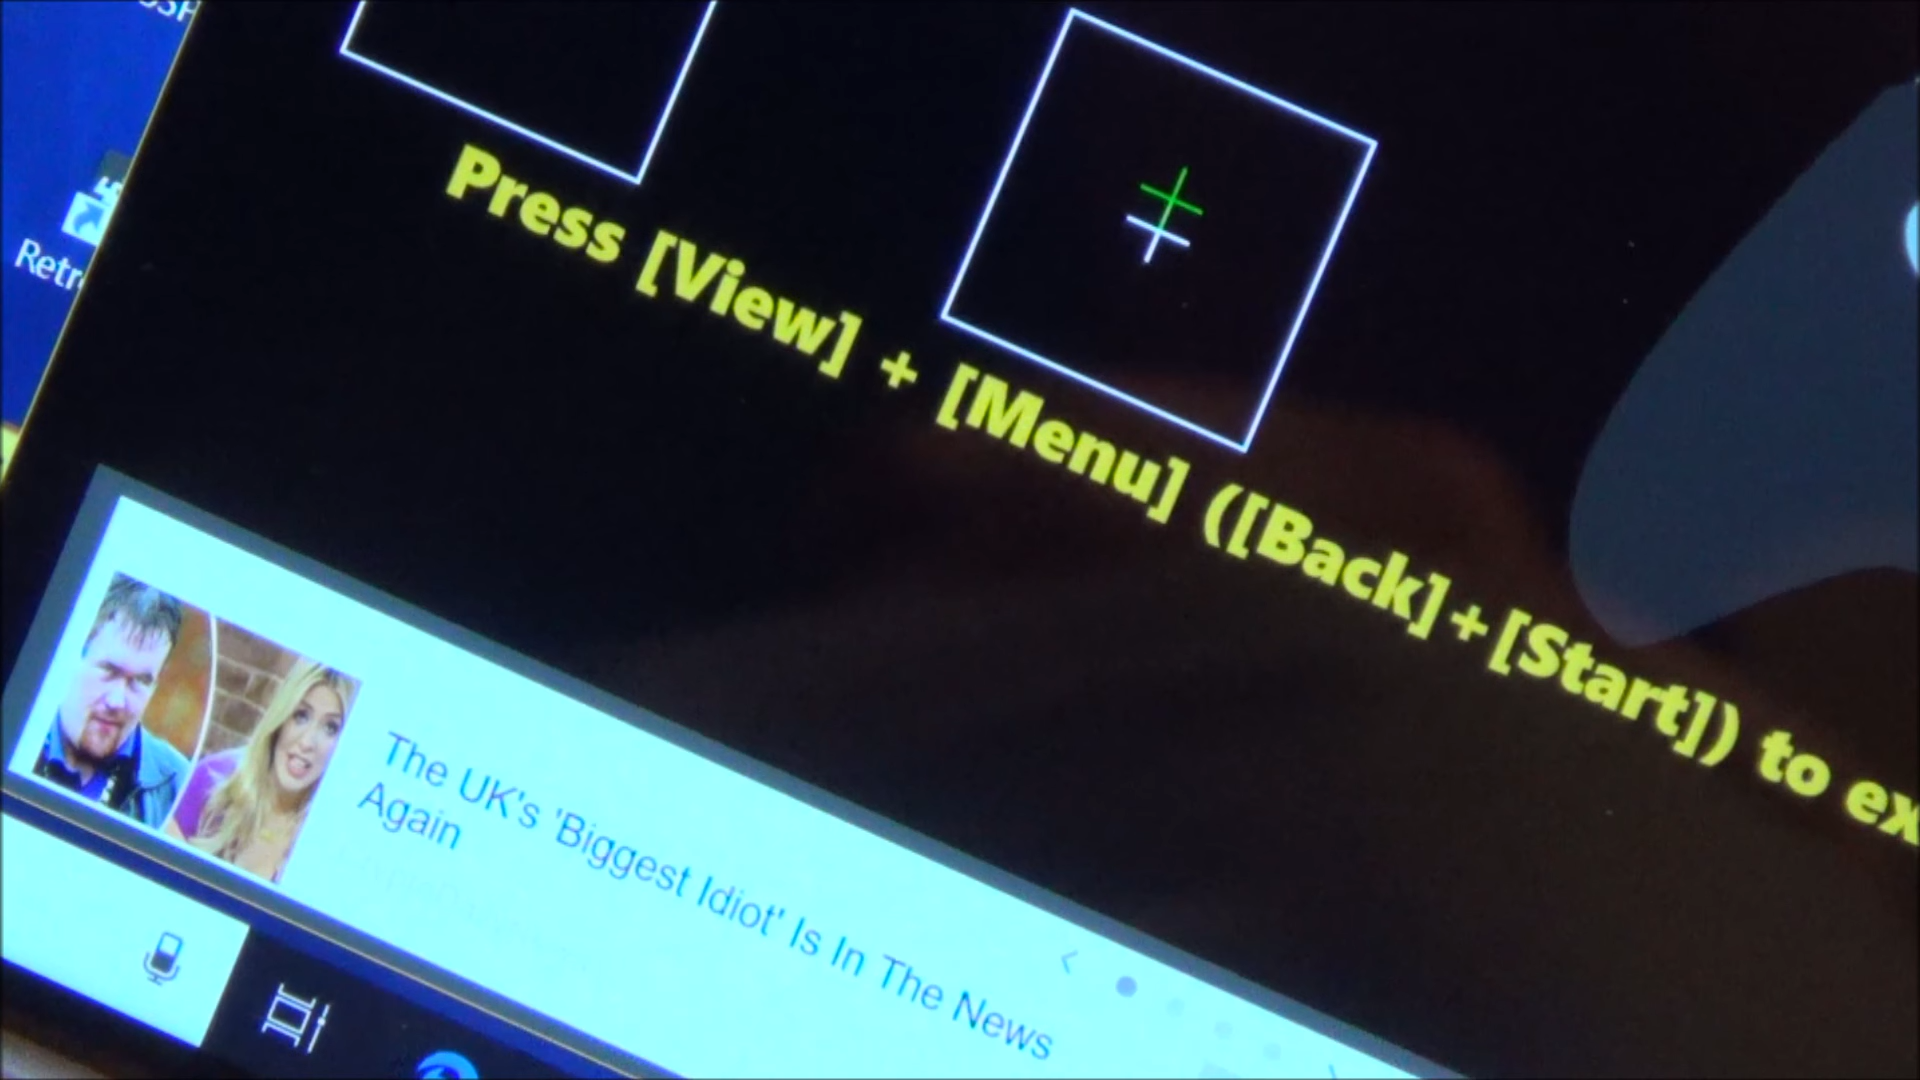 Retr
Press [View] + [Menu] ([Back]+[Start]) to ex
The UK's 'Biggest Idiot' Is In The News
Again